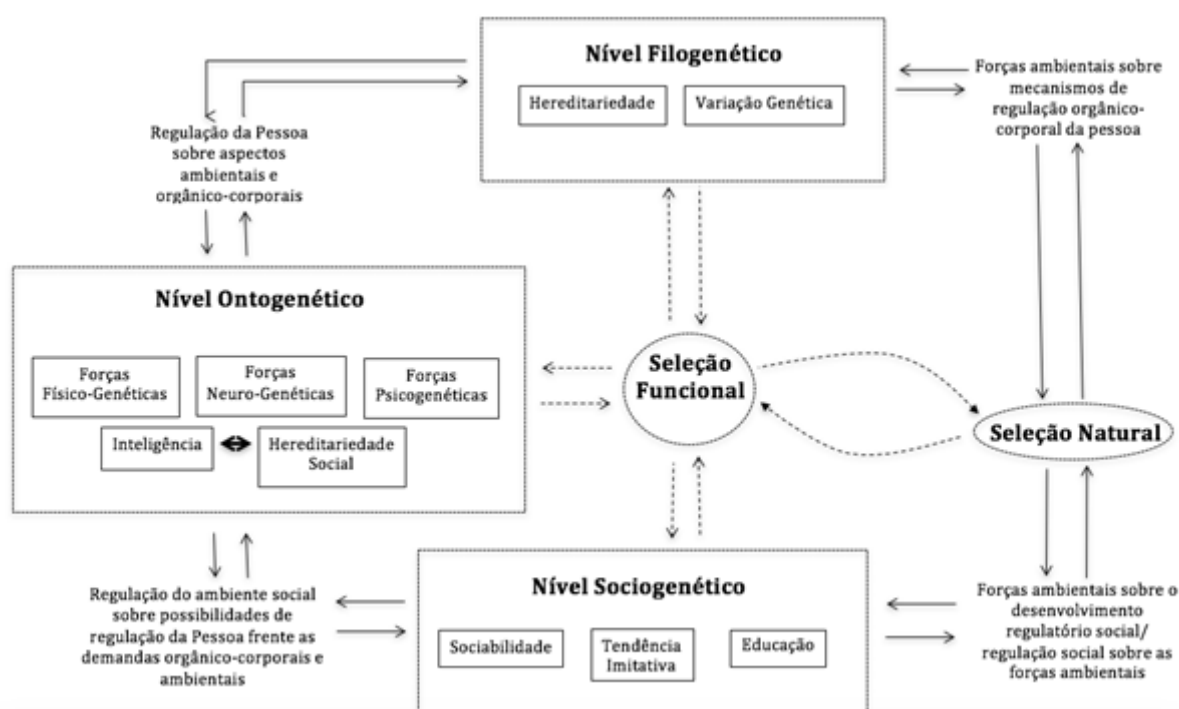 Nível Filogenético
Hereditariedade
Variação Genética
Forças ambientais sobre
mecanismos de
regulação orgânico-
corporal da pessoa
Regulação da Pessoa
sobre aspectos
ambientais e
orgânico-corporais
Nível Ontogenético
Forças
Físico-Genéticas
Forças
Neuro-Genéticas
Forças
Psicogenéticas
Inteligência
Hereditariedade
Social
Seleção
Funcional
Seleção Natural
Regulação do ambiente social
sobre possibilidades de
regulação da Pessoa frente as
demandas orgânico-corporais e
ambientais
Nível Sociogenético
Sociabilidade
Tendência
Imitativa
Educação
Forças ambientais sobre o
desenvolvimento
regulatório social/
regulação social sobre as
forças ambientais